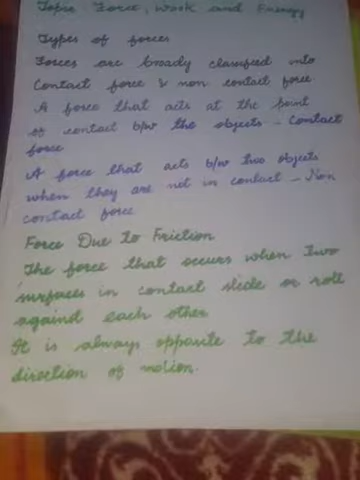 Topic Force, work and Energy
Types of forces
Forces are broadly classified into
Contact force & non contact force.
A force that acts at the point
of contact b/w the objects - Contact
force
A force that acts b/w two objects
when they are not in contact - Non
contact force
Force Due to Friction
The force that occurs when two
surfaces in contact slide or roll
against each other
It is always opposite to the
direction of motion.